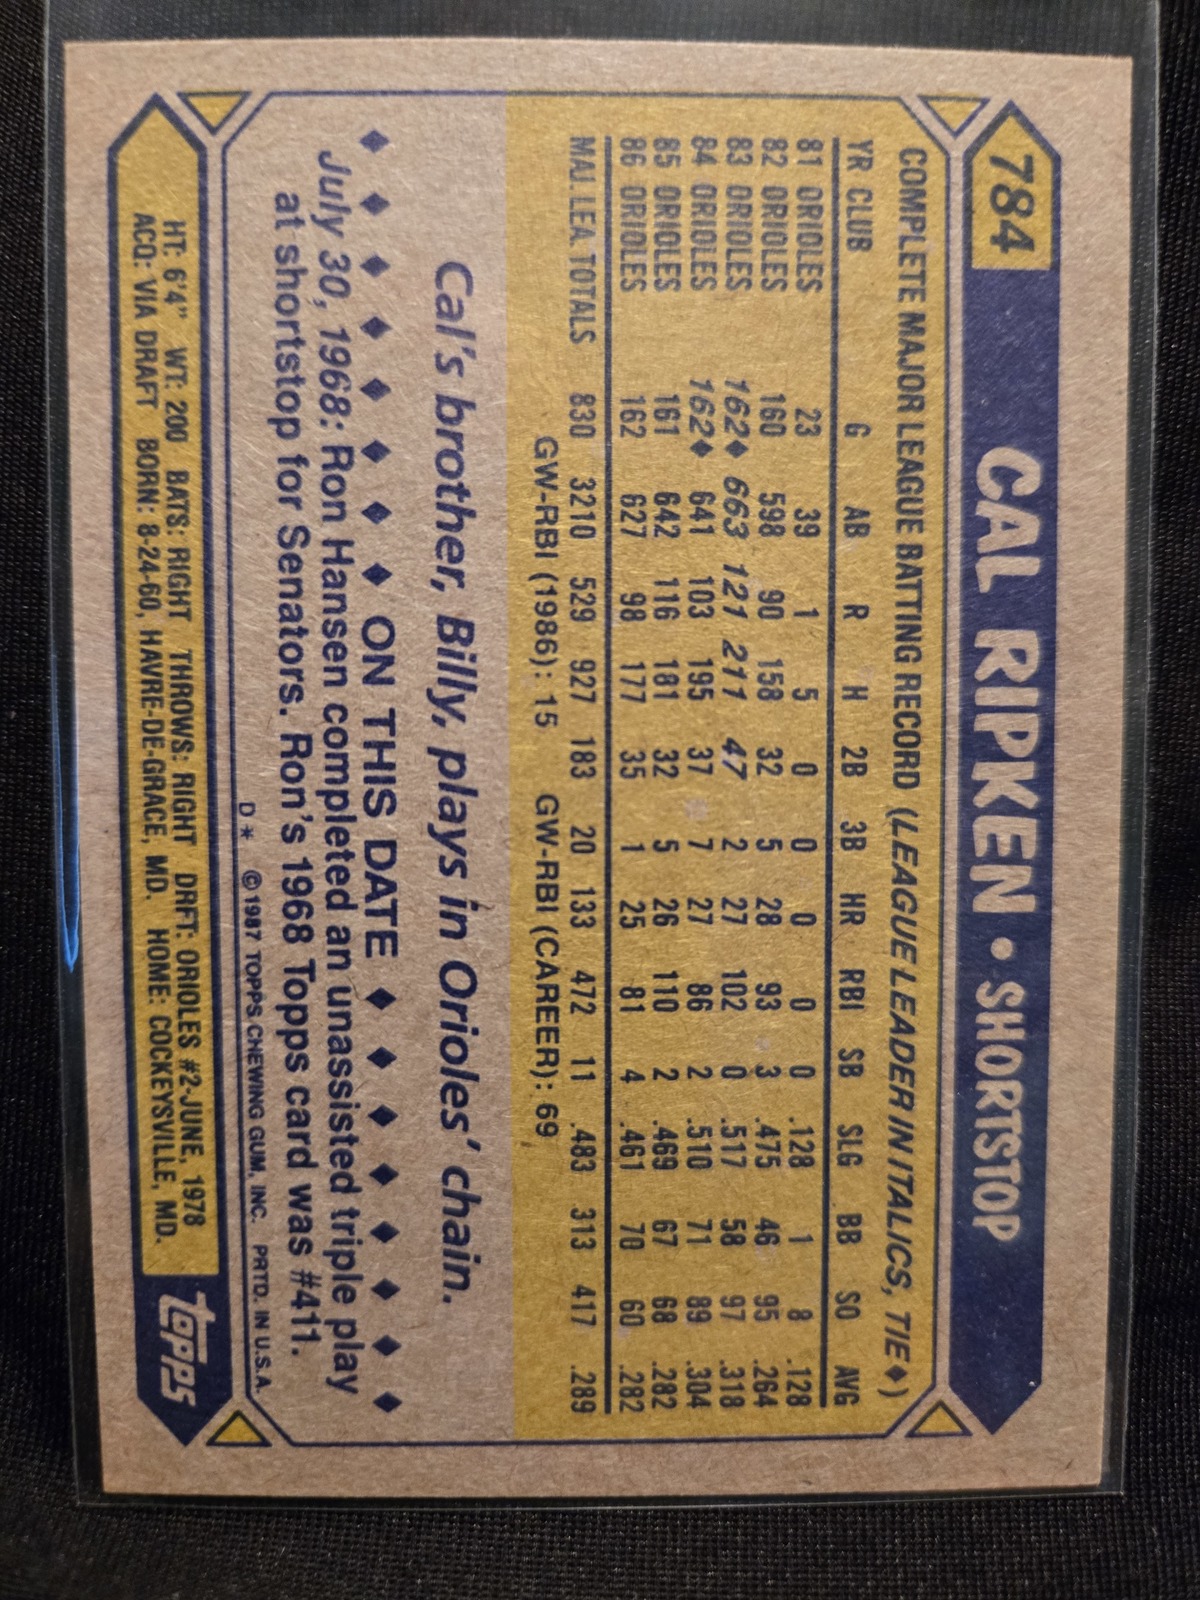 784 CAL RIPKEN • SHORTSTOP
COMPLETE MAJOR LEAGUE BATTING RECORD (LEAGUE LEADER IN ITALICS, TIE♦)
YR CLUB G AB R H 2B 3B HR RBI SB SLG BB SO AVG
81 ORIOLES 23 39 1 5 0 0 0 0 0 .128 1 8 .128
82 ORIOLES 160 598 90 158 32 5 28 93 3 .475 46 95 .264
83 ORIOLES 162♦ 663 121 211 47 2 27 102 0 .517 58 97 .318
84 ORIOLES 162♦ 641 103 195 37 7 27 86 2 .510 71 89 .304
85 ORIOLES 161 642 116 181 32 5 26 110 2 .469 67 68 .282
86 ORIOLES 162 627 98 177 35 1 25 81 4 .461 70 60 .282
MAJ. LEA. TOTALS 830 3210 529 927 183 20 133 472 11 .483 313 417 .289
GW-RBI (1986): 15 GW-RBI (CAREER): 69
Cal's brother, Billy, plays in Orioles' chain.
♦ ♦ ♦ ♦ ♦ ♦ ♦ ♦ ON THIS DATE ♦ ♦ ♦ ♦ ♦ ♦ ♦ ♦
July 30, 1968: Ron Hansen completed an unassisted triple play
at shortstop for Senators. Ron's 1968 Topps card was #411.
D* ©1987 TOPPS CHEWING GUM, INC. PRTD. IN U.S.A.
HT: 6'4" WT: 200 BATS: RIGHT THROWS: RIGHT DRFT: ORIOLES #2-JUNE, 1978
ACQ: VIA DRAFT BORN: 8-24-60, HAVRE-DE-GRACE, MD. HOME: COCKEYSVILLE, MD.
topps